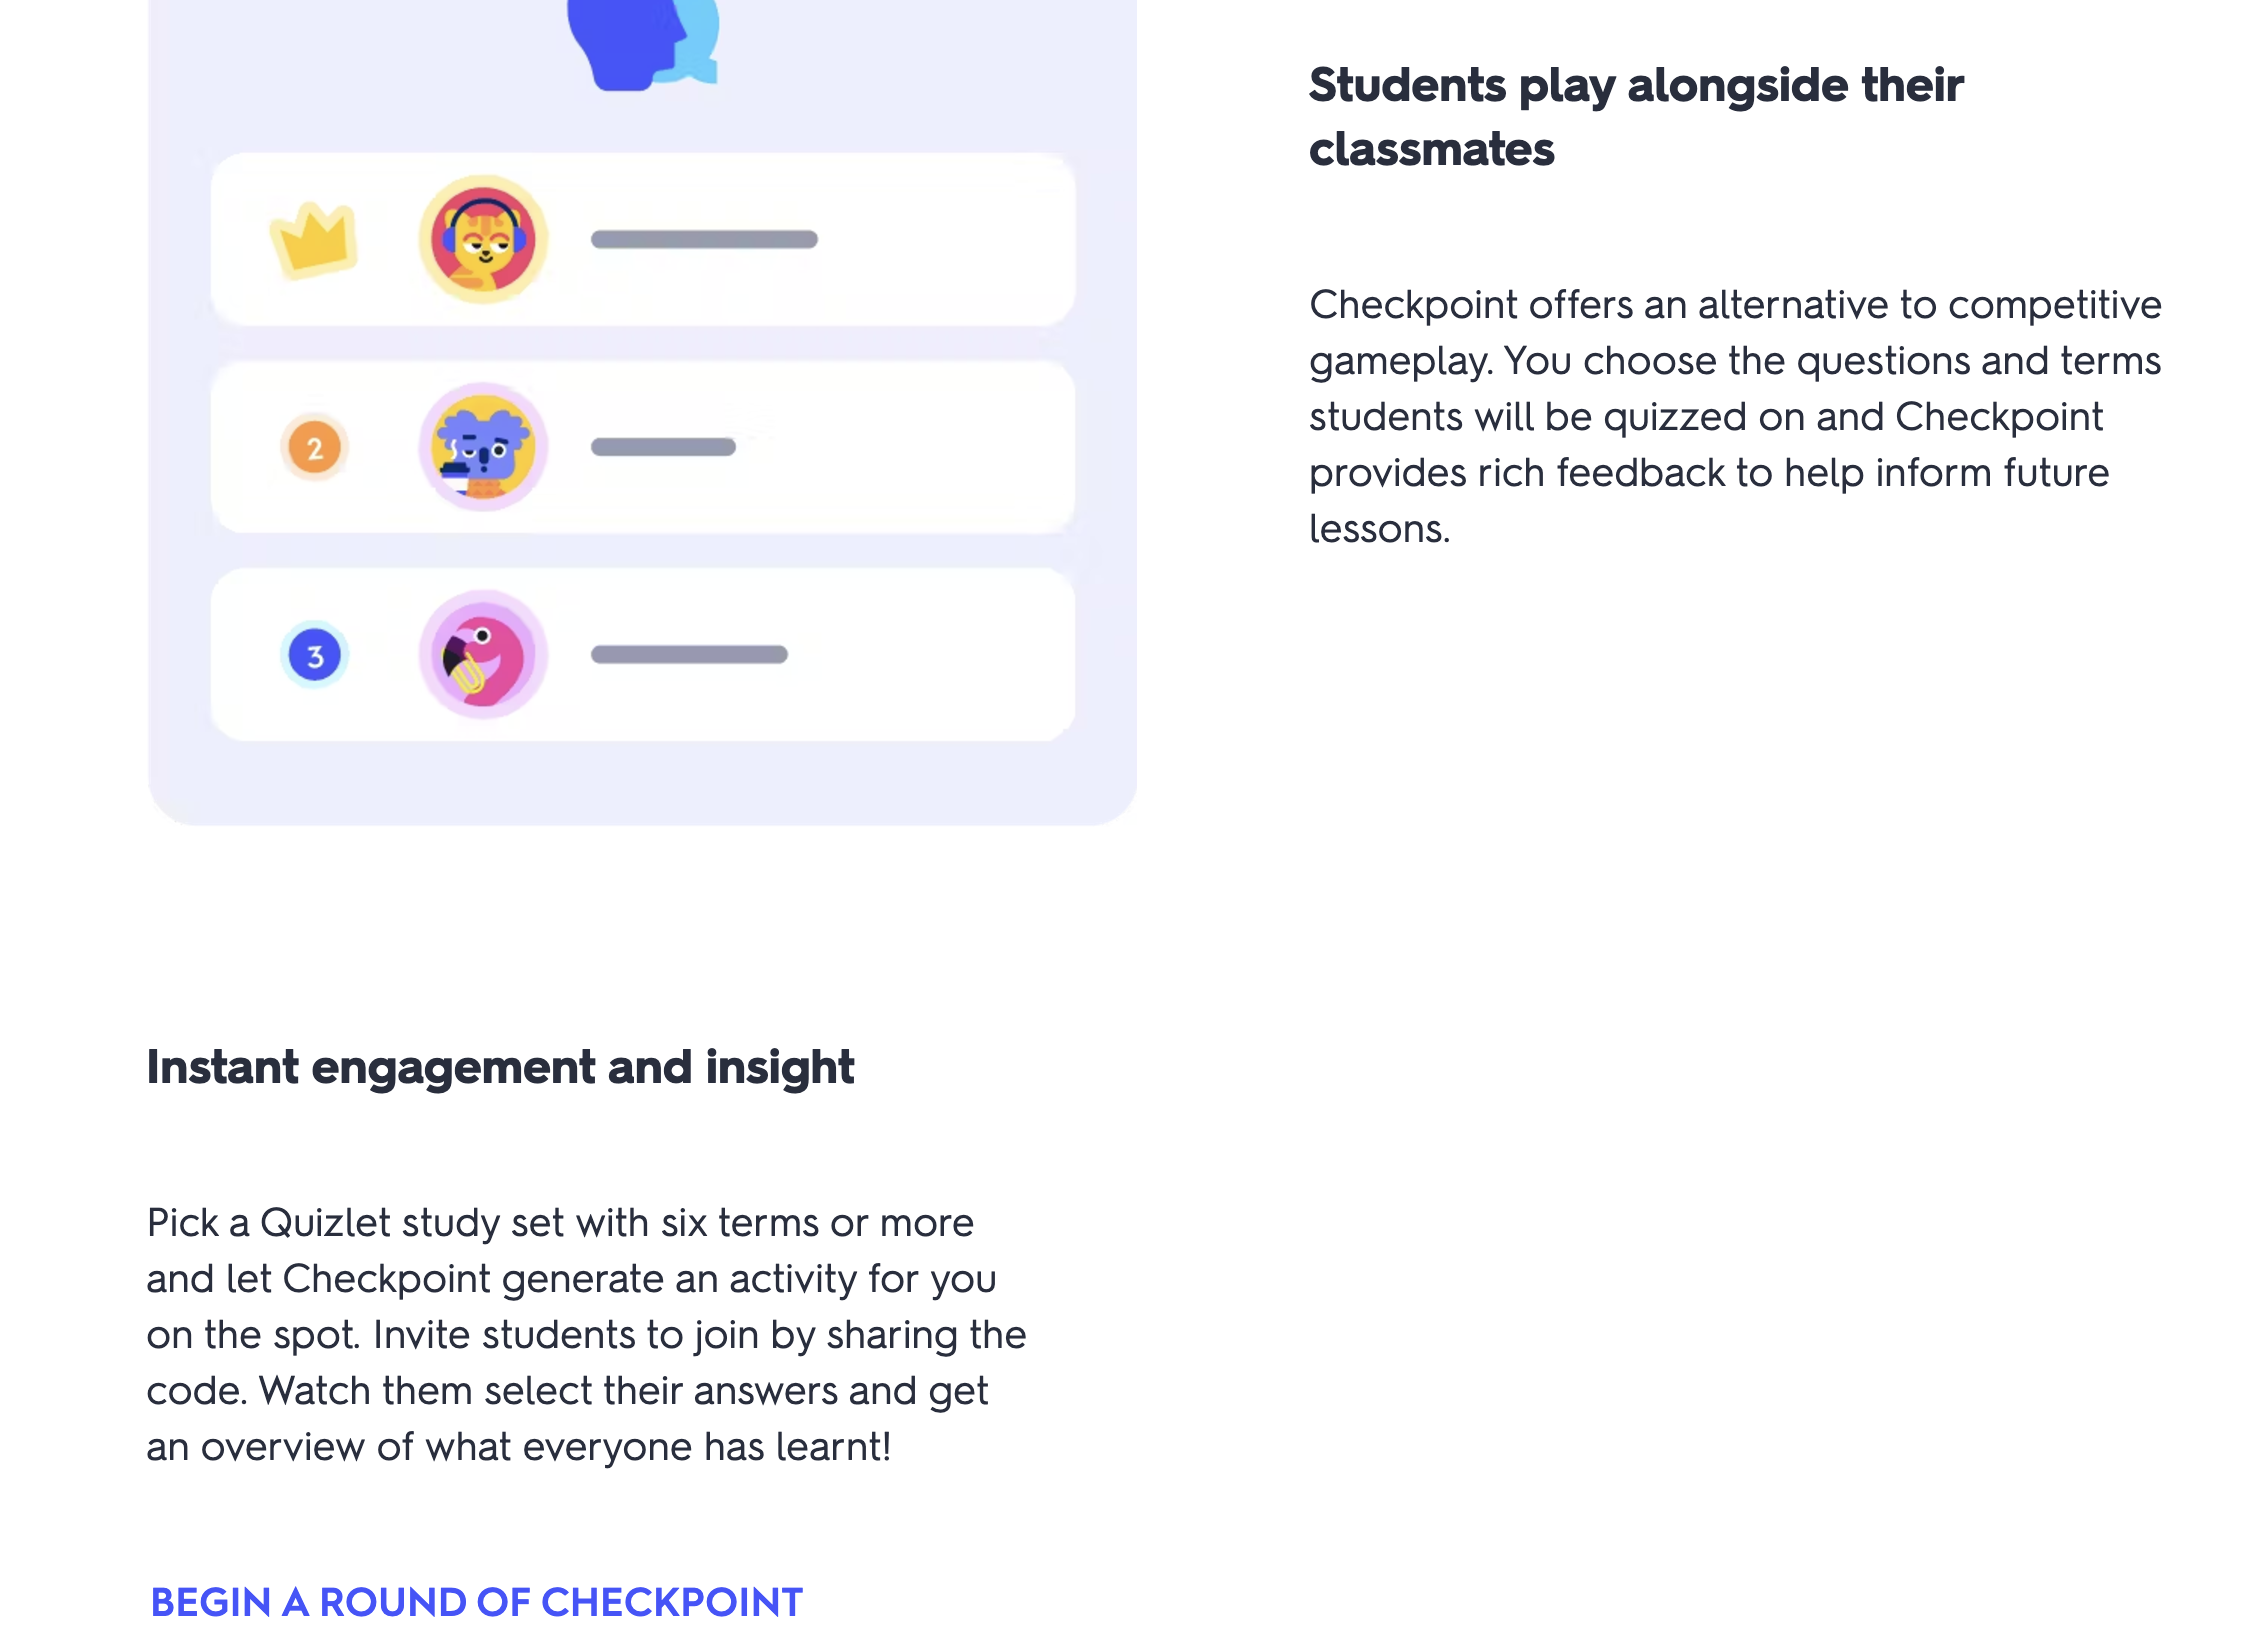 Students play alongside their
classmates
Checkpoint offers an alternative to competitive
gameplay. You choose the questions and terms
students will be quizzed on and Checkpoint
provides rich feedback to help inform future
lessons.
2
3
Instant engagement and insight
Pick a Quizlet study set with six terms or more
and let Checkpoint generate an activity for you
on the spot. Invite students to join by sharing the
code. Watch them select their answers and get
an overview of what everyone has learnt!
BEGIN A ROUND OF CHECKPOINT